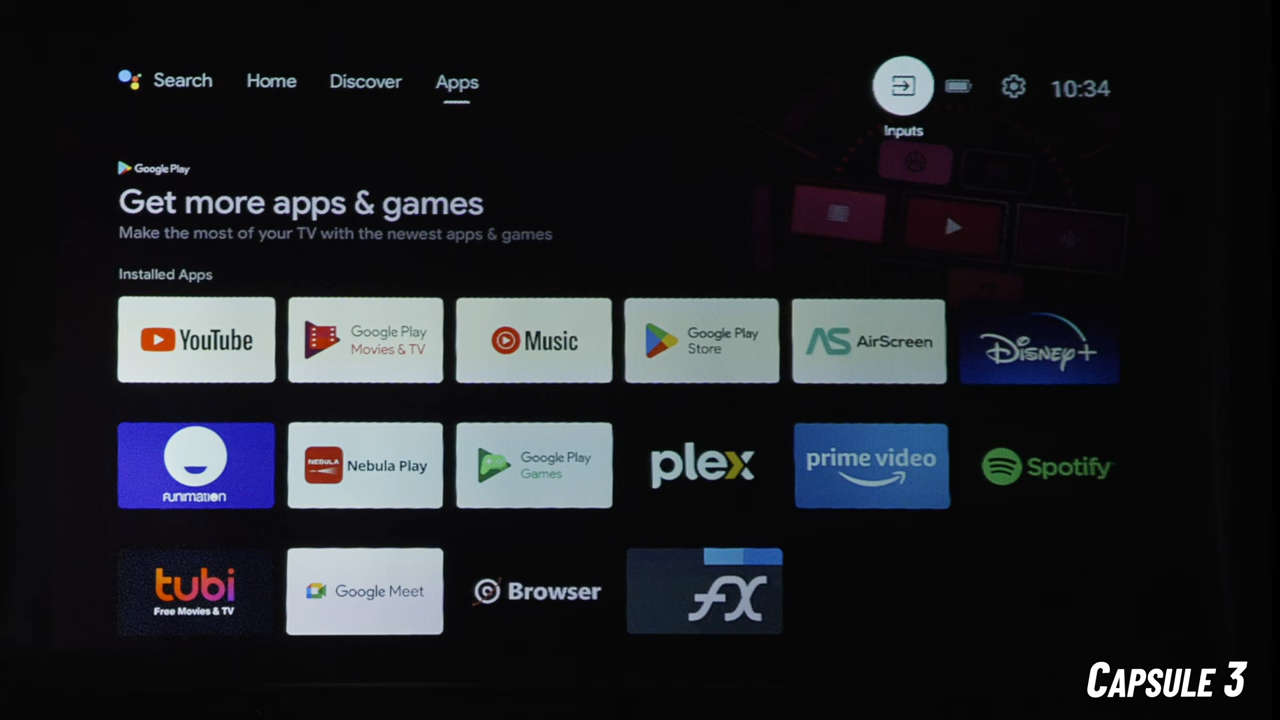 Search Home Discover Apps 10:34
Inputs
Google Play
Get more apps & games
Make the most of your TV with the newest apps & games
Installed Apps
YouTube
Google Play
Movies & TV
Music
Google Play
Store
AS AirScreen
Disney+
Funimation
NEBULA
Nebula Play
Google Play
Games
plex
prime video
Spotify
tubi
Free Movies & TV
Google Meet
Browser
FX
CAPSULE 3